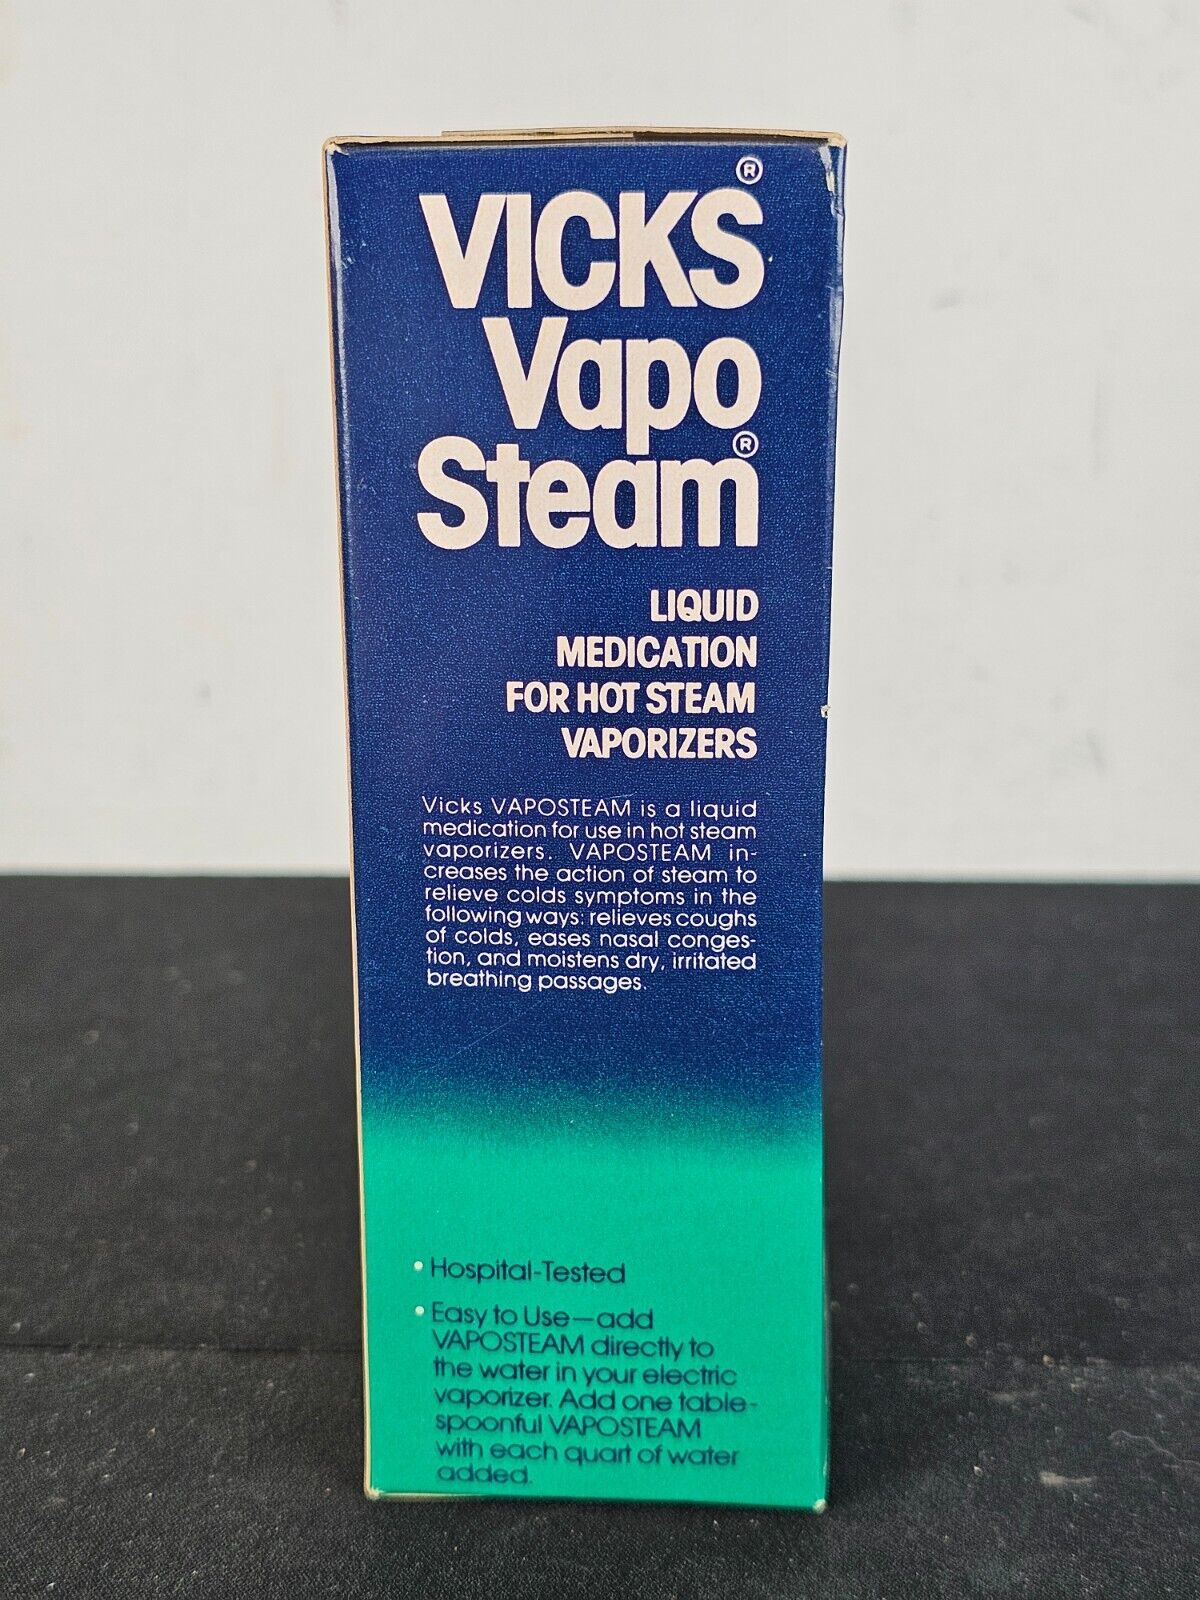 VICKS®
Vapo
Steam®
LIQUID
MEDICATION
FOR HOT STEAM
VAPORIZERS
Vicks VAPOSTEAM is a liquid
medication for use in hot steam
vaporizers. VAPOSTEAM in-
creases the action of steam to
relieve colds symptoms in the
following ways: relieves coughs
of colds, eases nasal conges-
tion, and moistens dry, irritated
breathing passages.
• Hospital-Tested
• Easy to Use—add
VAPOSTEAM directly to
the water in your electric
vaporizer. Add one table-
spoonful VAPOSTEAM
with each quart of water
added.